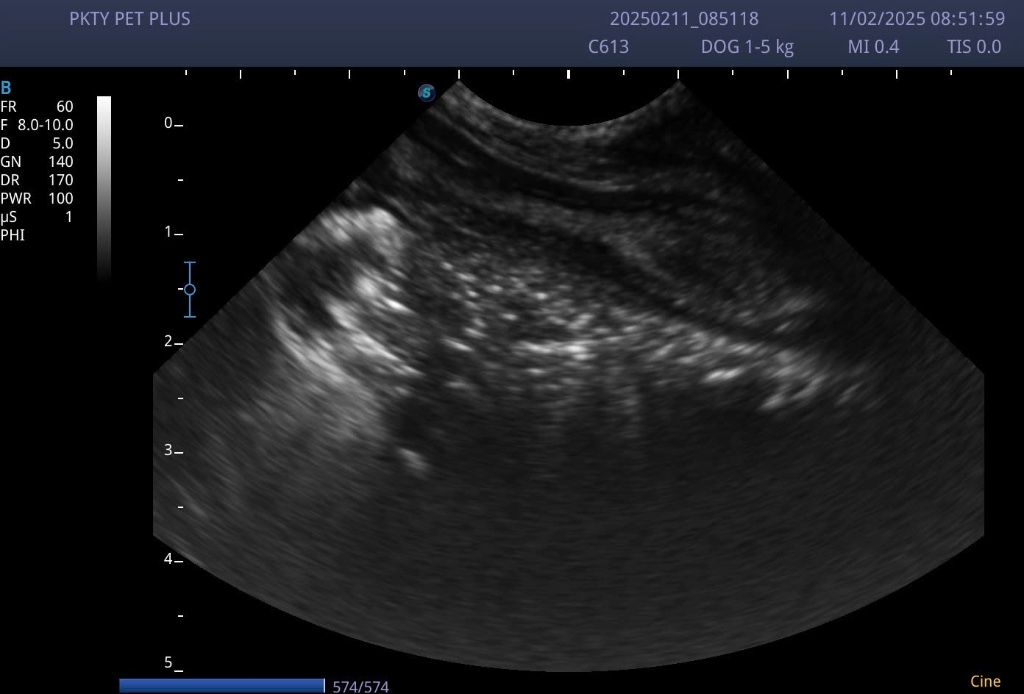 PKTY PET PLUS
20250211_085118
11/02/2025 08:51:59
C613
DOG 1-5 kg
MI 0.4
TIS 0.0
B
FR 60
F 8.0-10.0
D 5.0
GN 140
DR 170
PWR 100
µS 1
PHI
S
0
1
2
3
4
5
574/574
Cine